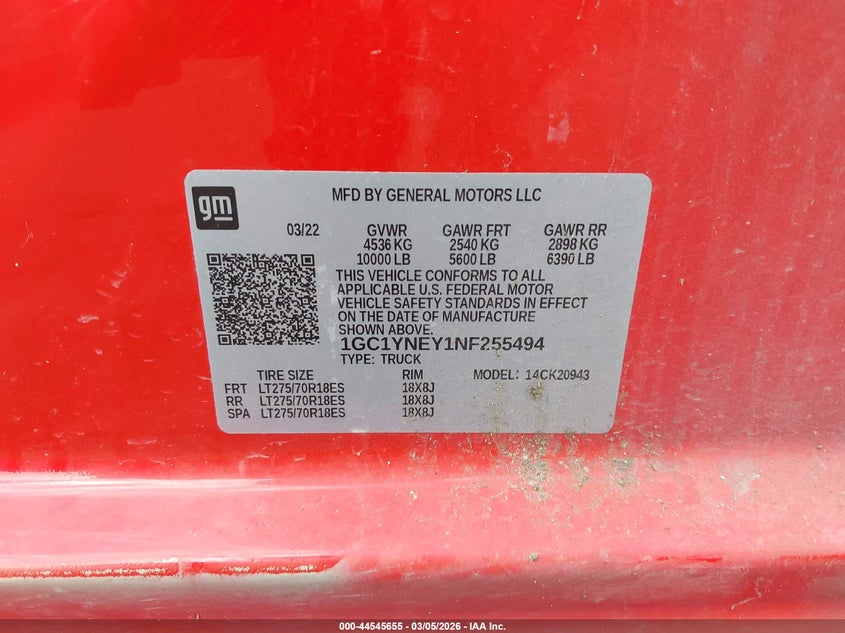 gm
MFD BY GENERAL MOTORS LLC
03/22 GVWR GAWR FRT GAWR RR
4536 KG 2540 KG 2898 KG
10000 LB 5600 LB 6390 LB
THIS VEHICLE CONFORMS TO ALL
APPLICABLE U.S. FEDERAL MOTOR
VEHICLE SAFETY STANDARDS IN EFFECT
ON THE DATE OF MANUFACTURE
SHOWN ABOVE.
1GC1YNEY1NF255494
TYPE: TRUCK
TIRE SIZE RIM MODEL: 14CK20943
FRT LT275/70R18ES 18X8J
RR LT275/70R18ES 18X8J
SPA LT275/70R18ES 18X8J
000-44545655 — 03/05/2026 — IAA Inc.